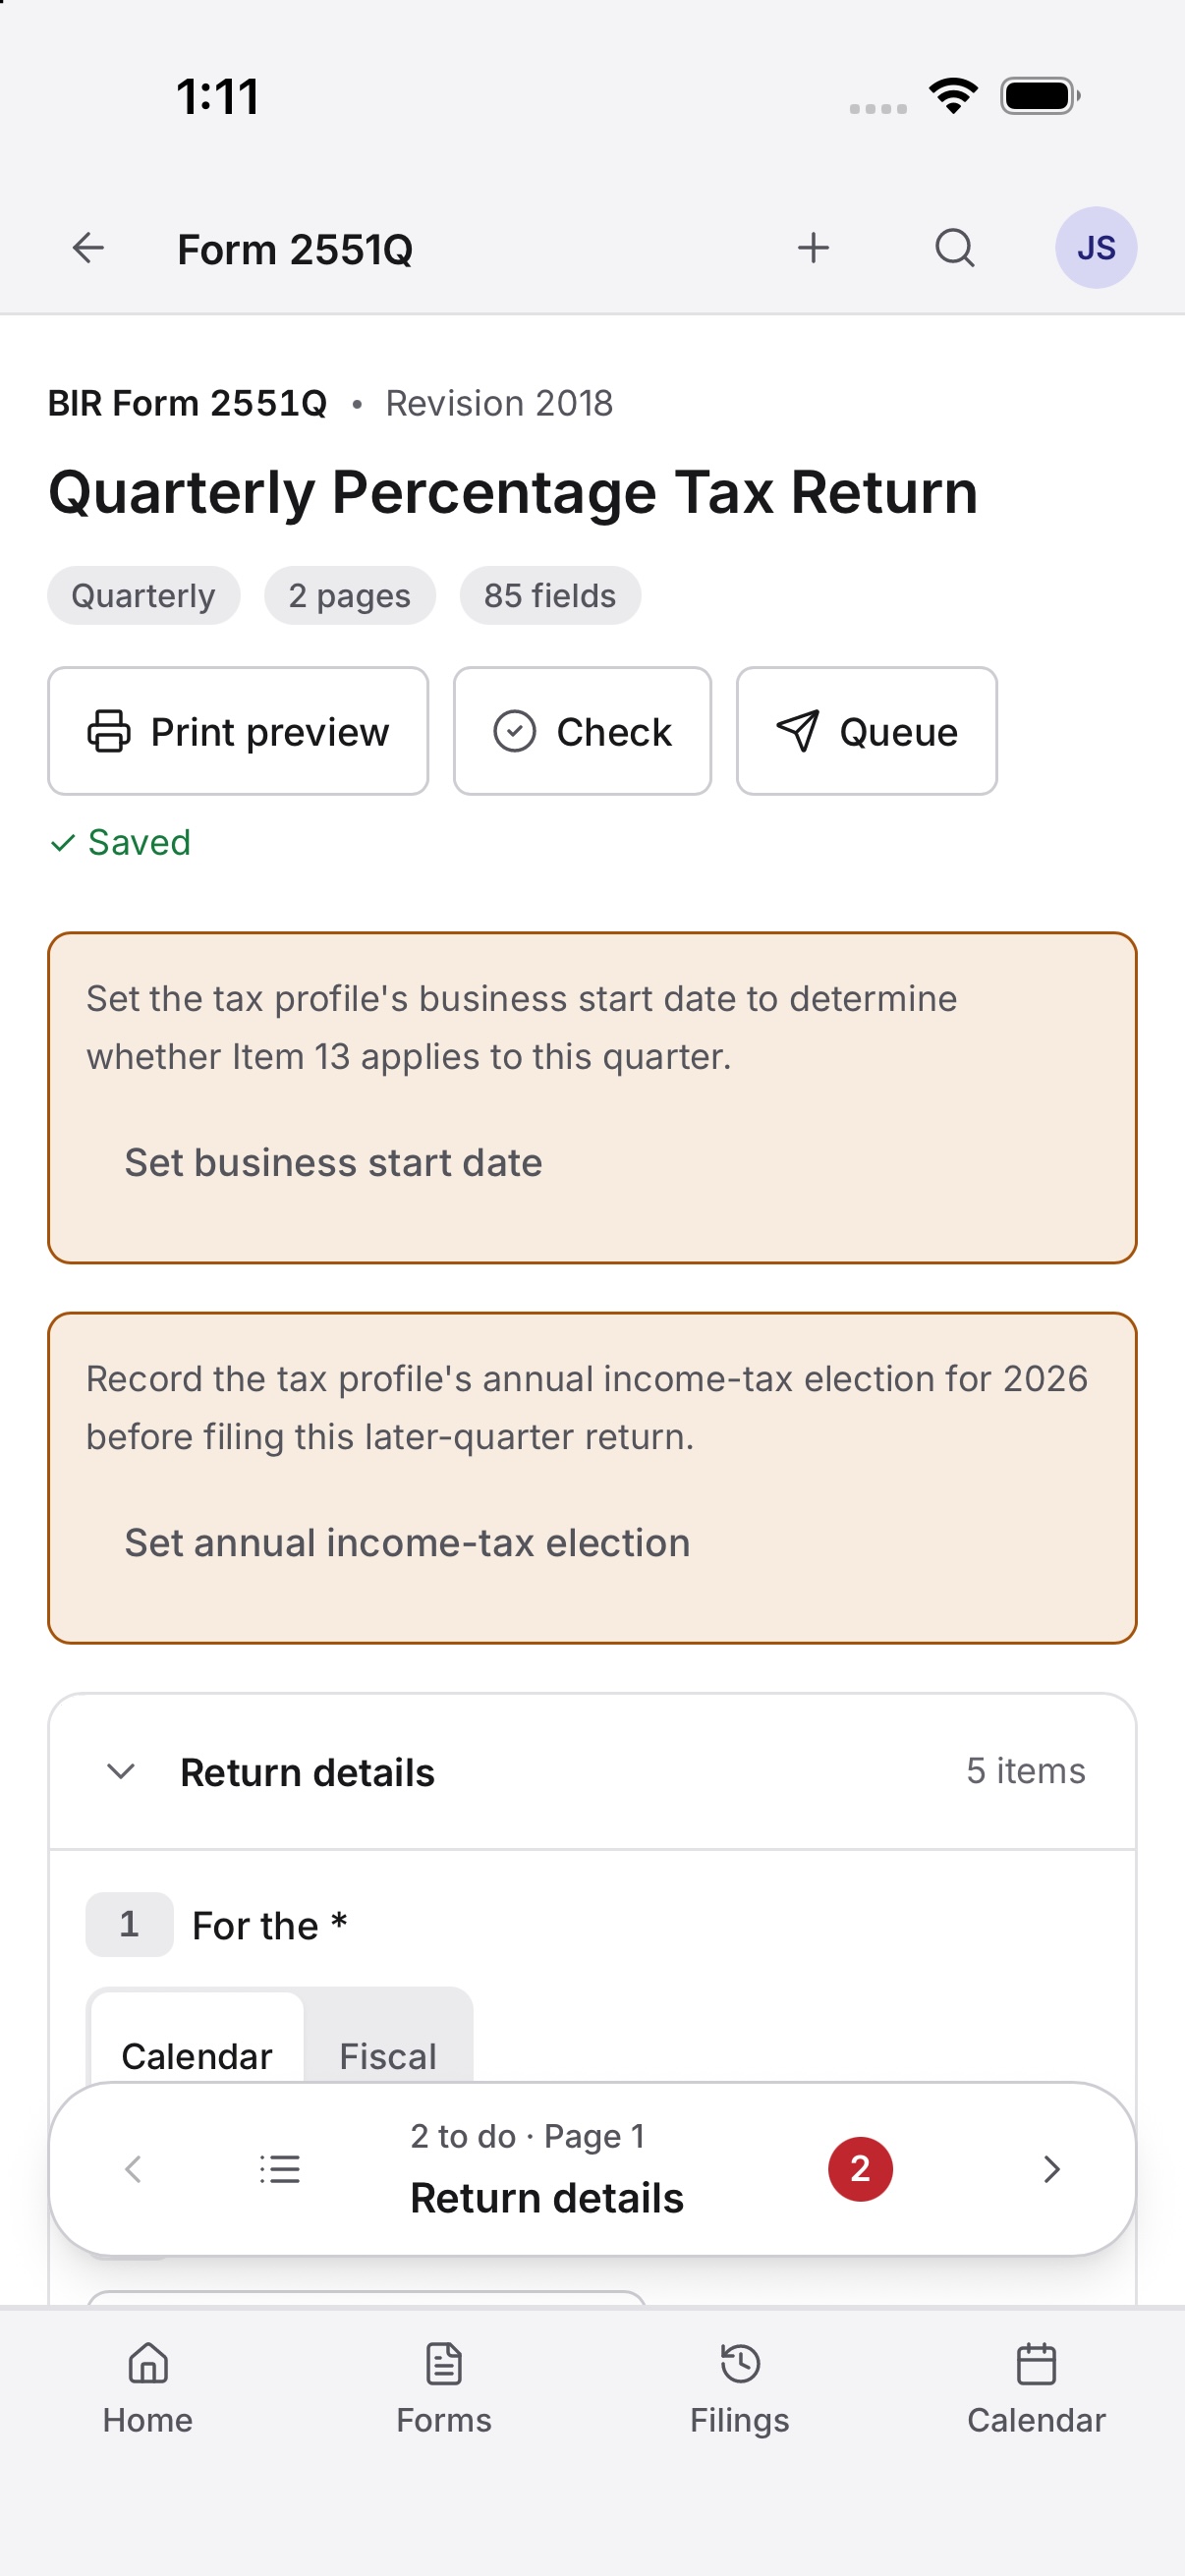 1:11
Form 2551Q
JS
BIR Form 2551Q • Revision 2018
Quarterly Percentage Tax Return
Quarterly
2 pages
85 fields
Print preview
Check
Queue
Saved
Set the tax profile's business start date to determine
whether Item 13 applies to this quarter.
Set business start date
Record the tax profile's annual income-tax election for 2026
before filing this later-quarter return.
Set annual income-tax election
Return details
5 items
1 For the *
Calendar
Fiscal
2 to do · Page 1
Return details
2
Home
Forms
Filings
Calendar